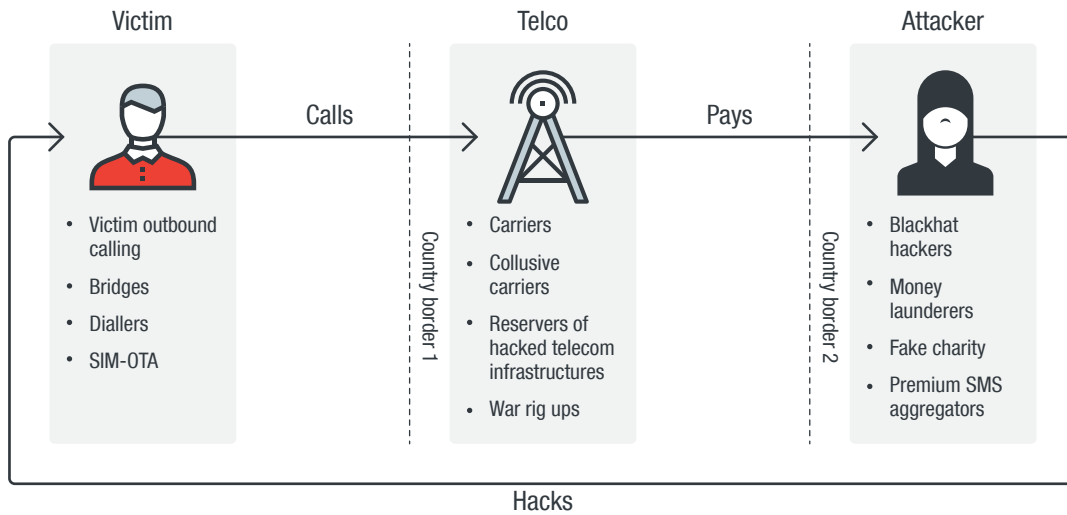 Victim
Telco
Attacker
Calls
Pays
• Victim outbound
calling
• Bridges
• Diallers
• SIM-OTA
Country border 1
• Carriers
• Collusive
carriers
• Reservers of
hacked telecom
infrastructures
• War rig ups
Country border 2
• Blackhat
hackers
• Money
launderers
• Fake charity
• Premium SMS
aggregators
Hacks